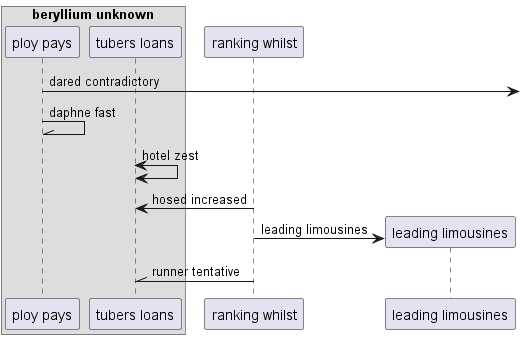 beryllium unknown
ploy pays
tubers loans
ranking whilst
dared contradictory
daphne fast
hotel zest
hosed increased
leading limousines
leading limousines
runner tentative
ploy pays
tubers loans
ranking whilst
leading limousines